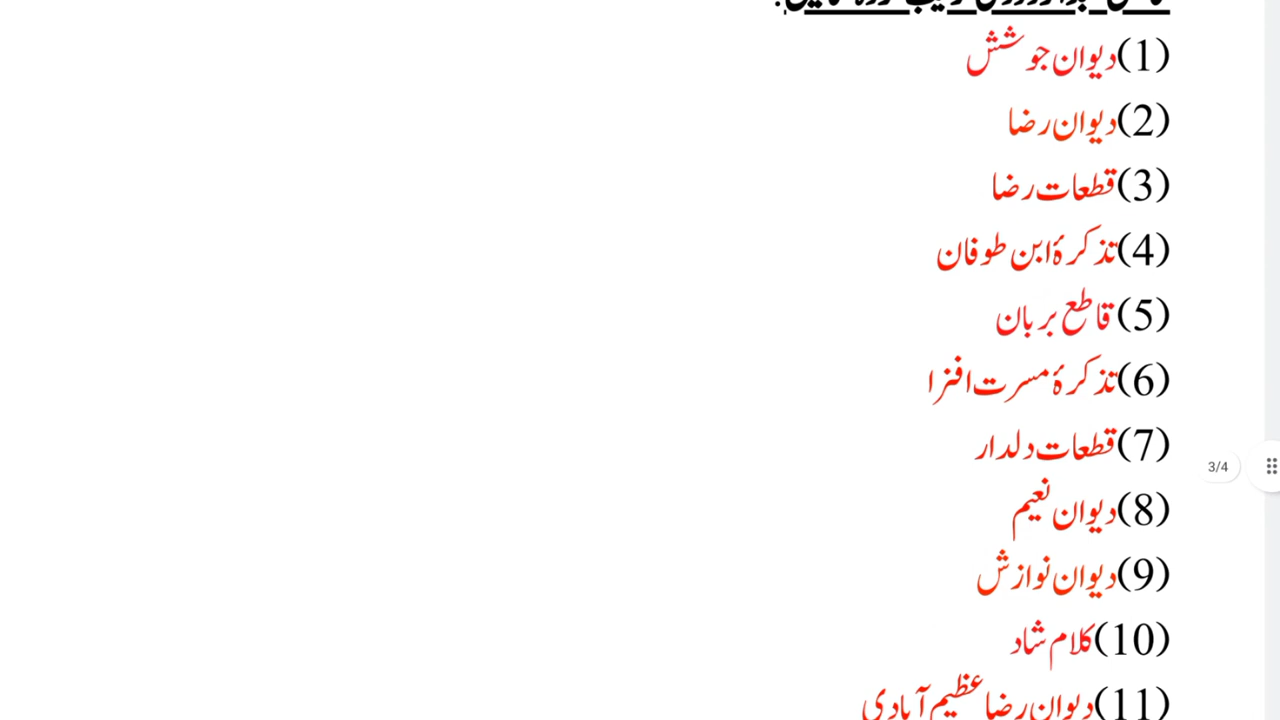 (1)دیوان جوشش
(2)دیوان رضا
(3)قطعات رضا
(4)تذکرۂ ابن طوفان
(5)قاطع برہان
(6)تذکرۂ مسرت افزا
(7)قطعات دلدار
(8)دیوان نعیم
(9)دیوان نوازش
3/4
(10)کلام شاد
(11)دیوان رضا عظیم آبادی